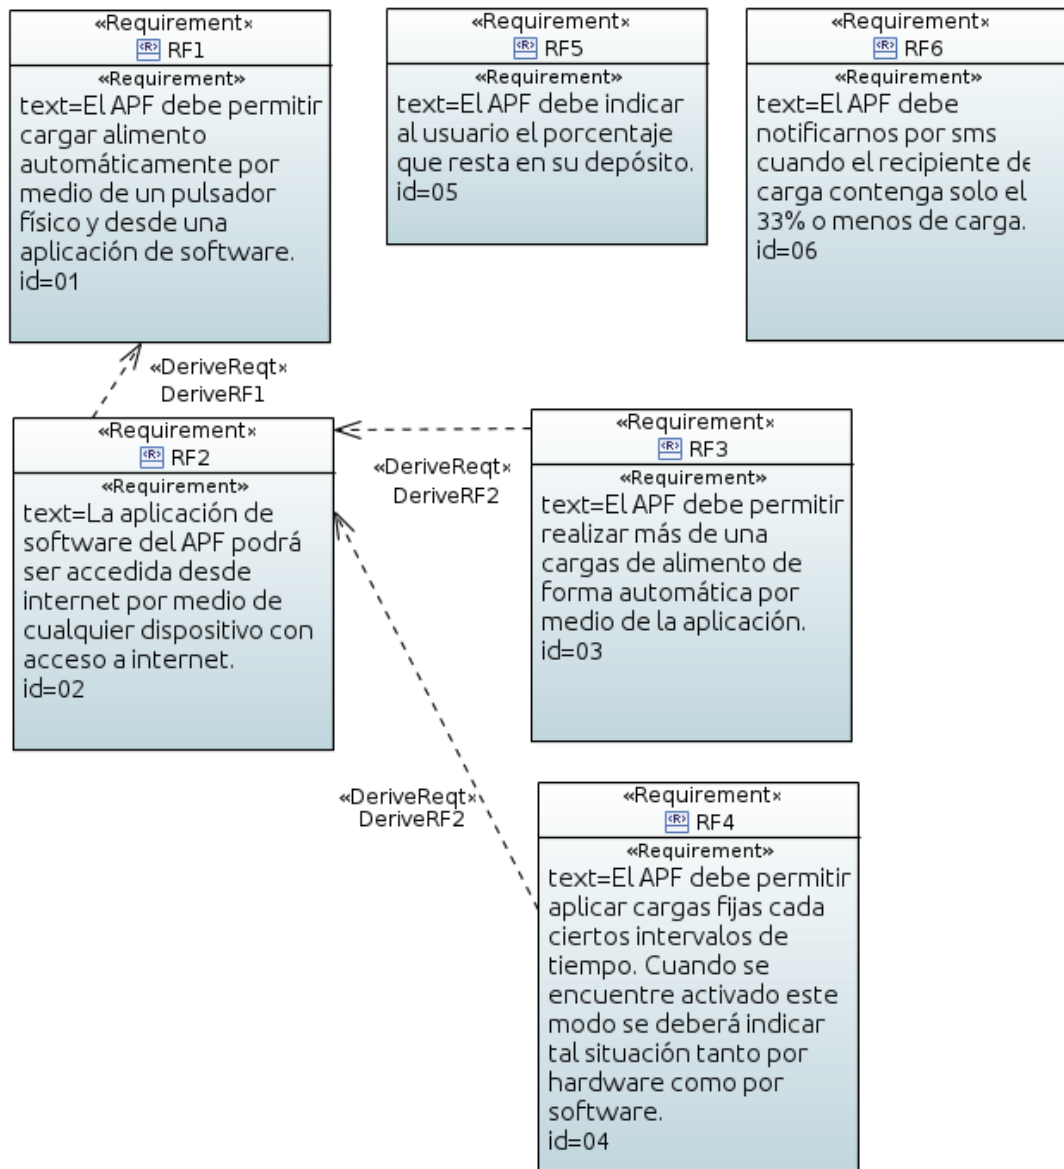 «Requirement»
RF1
«Requirement»
text=El APF debe permitir
cargar alimento
automáticamente por
medio de un pulsador
físico y desde una
aplicación de software.
id=01
«Requirement»
RF5
«Requirement»
text=El APF debe indicar
al usuario el porcentaje
que resta en su depósito.
id=05
«Requirement»
RF6
«Requirement»
text=El APF debe
notificarnos por sms
cuando el recipiente de
carga contenga solo el
33% o menos de carga.
id=06
«DeriveReqt»
DeriveRF1
«Requirement»
RF2
«Requirement»
text=La aplicación de
software del APF podrá
ser accedida desde
internet por medio de
cualquier dispositivo con
acceso a internet.
id=02
«DeriveReqt»
DeriveRF2
«Requirement»
RF3
«Requirement»
text=El APF debe permitir
realizar más de una
cargas de alimento de
forma automática por
medio de la aplicación.
id=03
«DeriveReqt»
DeriveRF2
«Requirement»
RF4
«Requirement»
text=El APF debe permitir
aplicar cargas fijas cada
ciertos intervalos de
tiempo. Cuando se
encuentre activado este
modo se deberá indicar
tal situación tanto por
hardware como por
software.
id=04